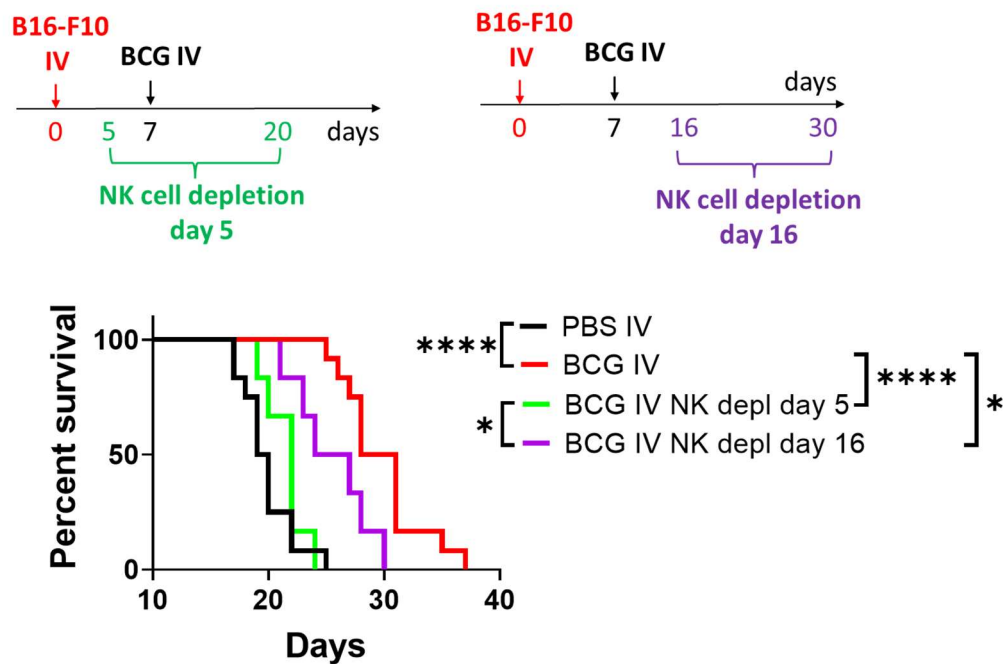 B16-F10
IV
BCG IV
0 5 7 20 days
NK cell depletion
day 5
B16-F10
IV
BCG IV
days
0 7 16 30
NK cell depletion
day 16
Percent survival
100
50
0
10 20 30 40
Days
**** PBS IV
BCG IV
* BCG IV NK depl day 5 ****
BCG IV NK depl day 16 *